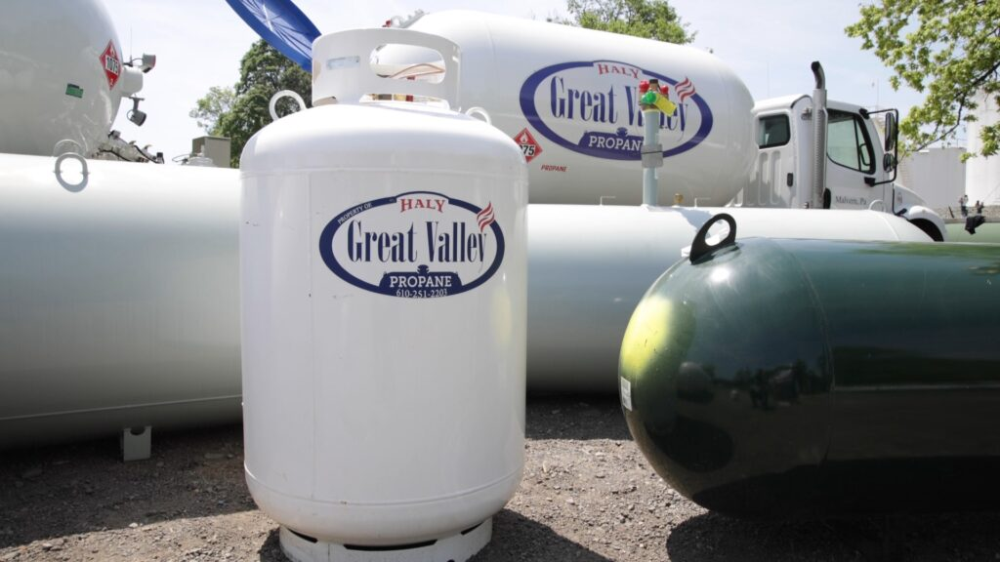 HALY
Great Valley
PROPANE
PROPANE
1075
Malvern, Pa
PROPERTY OF
HALY
Great Valley
PROPANE
610-251-2203